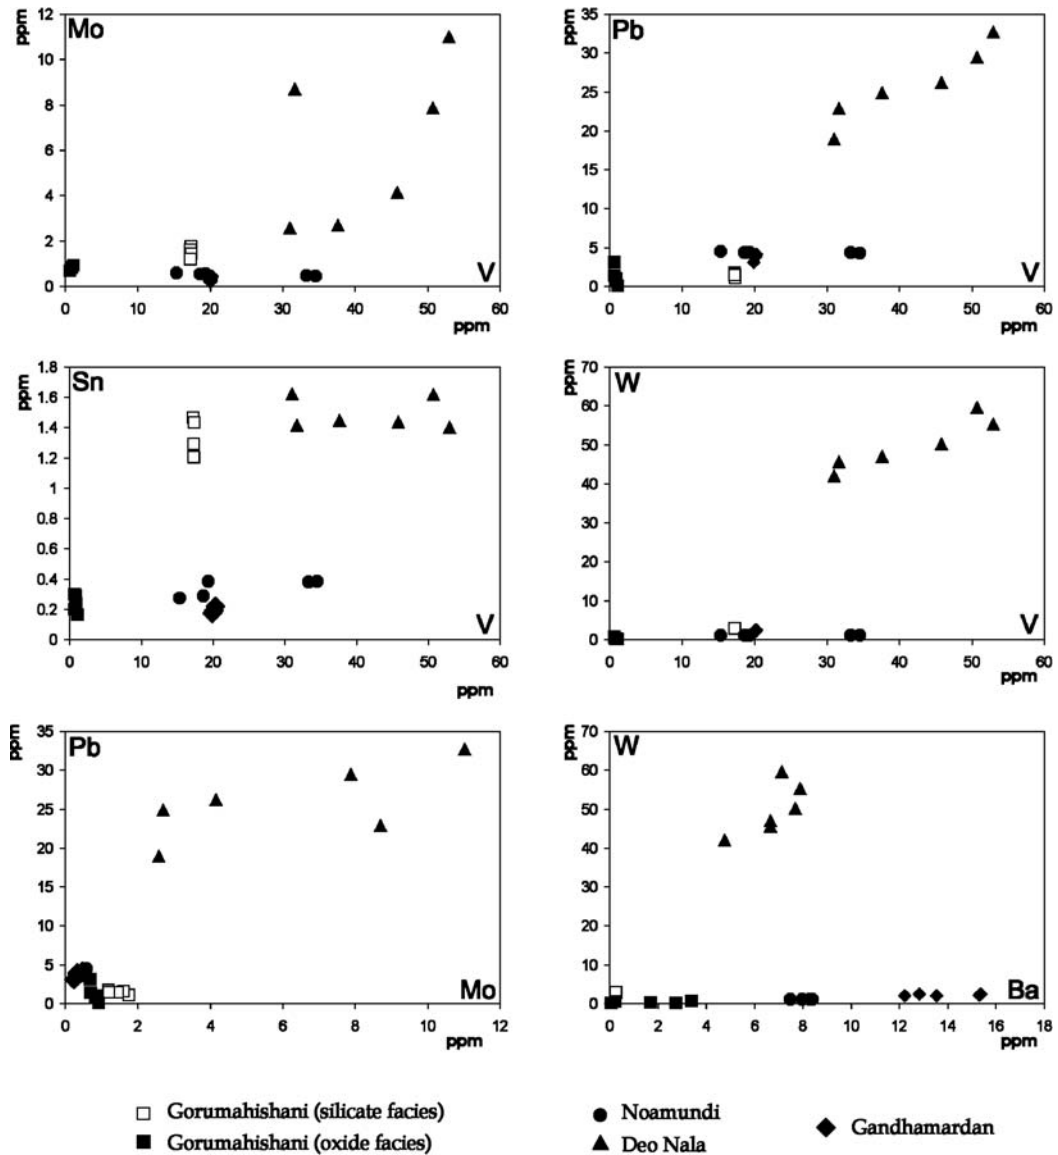 ppm
Mo
12
10
8
6
4
2
0
V
0 10 20 30 40 50 60
ppm
ppm
Pb
35
30
25
20
15
10
5
0
V
0 10 20 30 40 50 60
ppm
ppm
Sn
1.8
1.6
1.4
1.2
1
0.8
0.6
0.4
0.2
0
V
0 10 20 30 40 50 60
ppm
ppm
W
70
60
50
40
30
20
10
0
V
0 10 20 30 40 50 60
ppm
ppm
Pb
35
30
25
20
15
10
5
0
Mo
0 2 4 6 8 10 12
ppm
ppm
W
70
60
50
40
30
20
10
0
Ba
0 2 4 6 8 10 12 14 16 18
ppm
Gorumahishani (silicate facies)
Gorumahishani (oxide facies)
Noamundi
Deo Nala
Gandhamardan